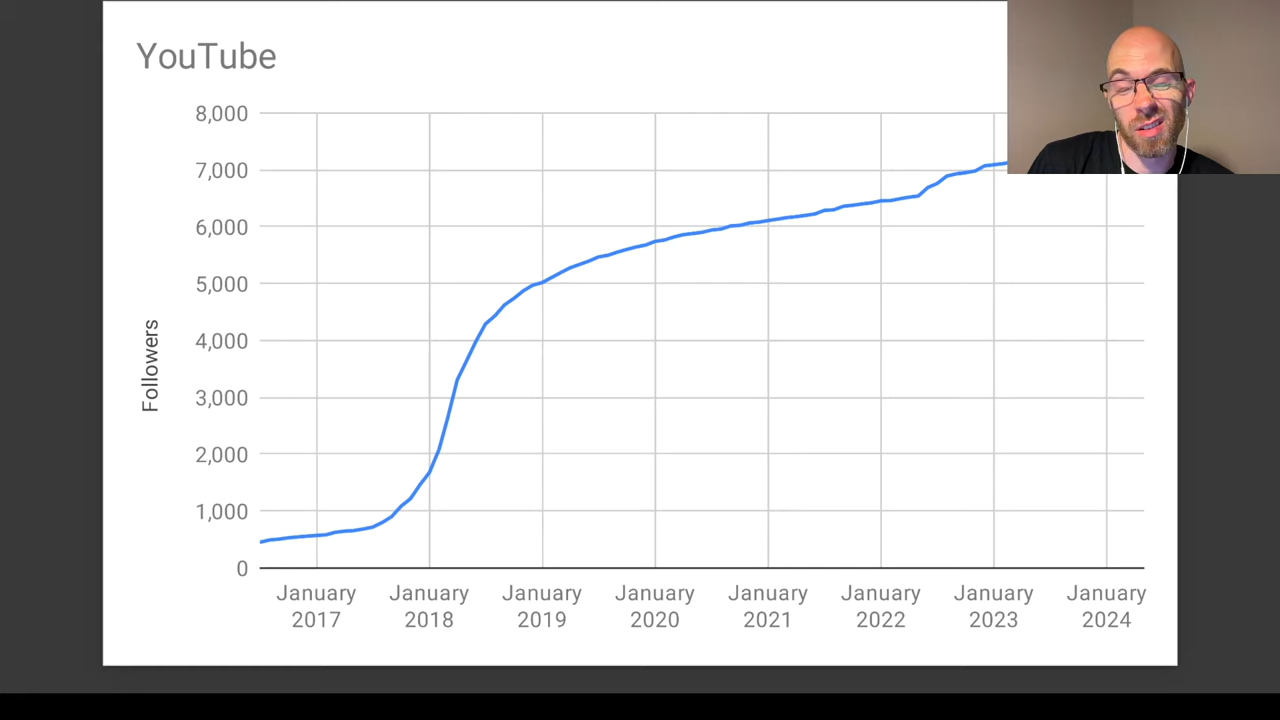 YouTube
8,000
7,000
6,000
5,000
4,000
3,000
2,000
1,000
0
Followers
January 2017
January 2018
January 2019
January 2020
January 2021
January 2022
January 2023
January 2024